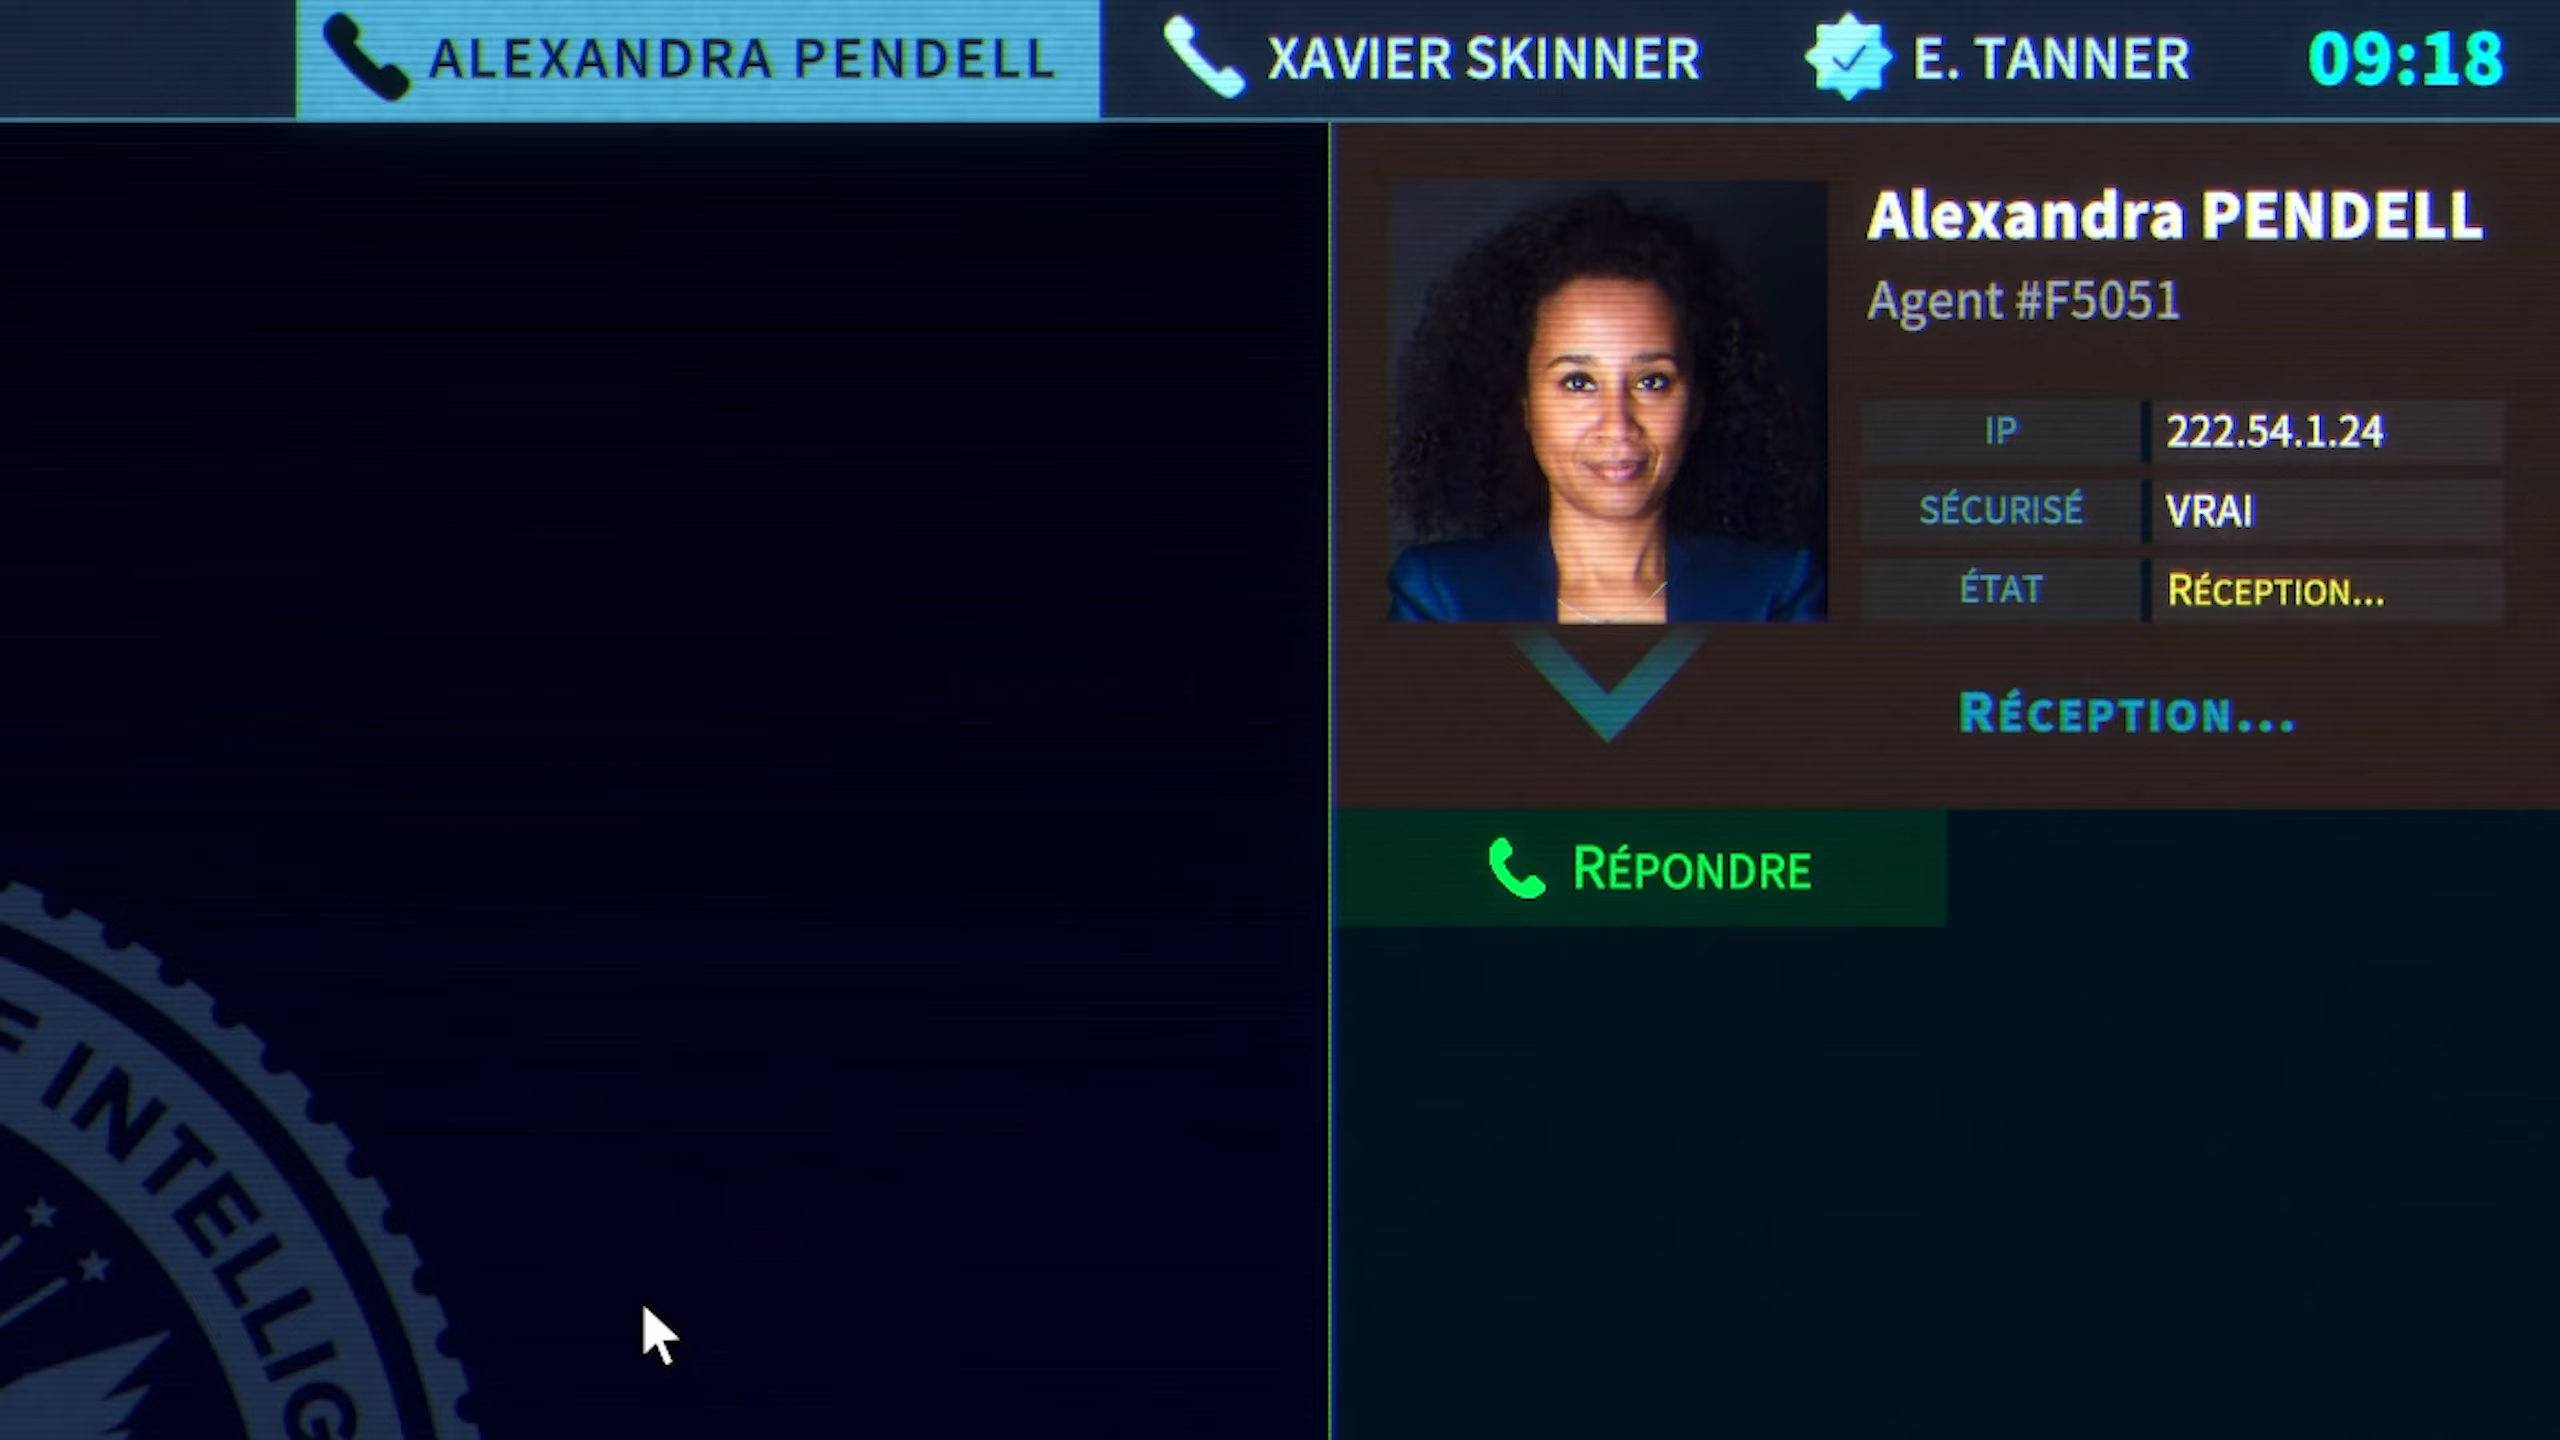 ALEXANDRA PENDELL
XAVIER SKINNER
E. TANNER
09:18
Alexandra PENDELL
Agent #F5051
IP
222.54.1.24
SÉCURISÉ
VRAI
ÉTAT
RÉCEPTION...
RÉCEPTION...
RÉPONDRE
INTELLIG